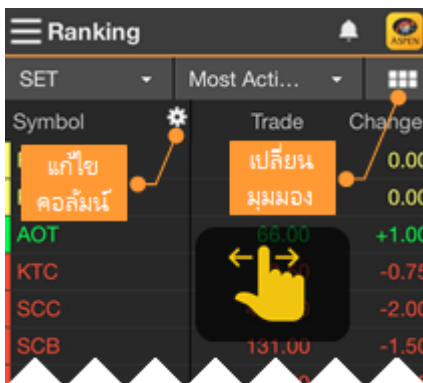 Ranking
ASPEN
SET
Most Acti...
Symbol
Trade
Change
แก้ไข
คอลัมน์
เปลี่ยน
มุมมอง
0.00
0.00
AOT
66.00
+1.00
KTC
-0.75
SCC
-2.00
SCB
131.00
-1.50